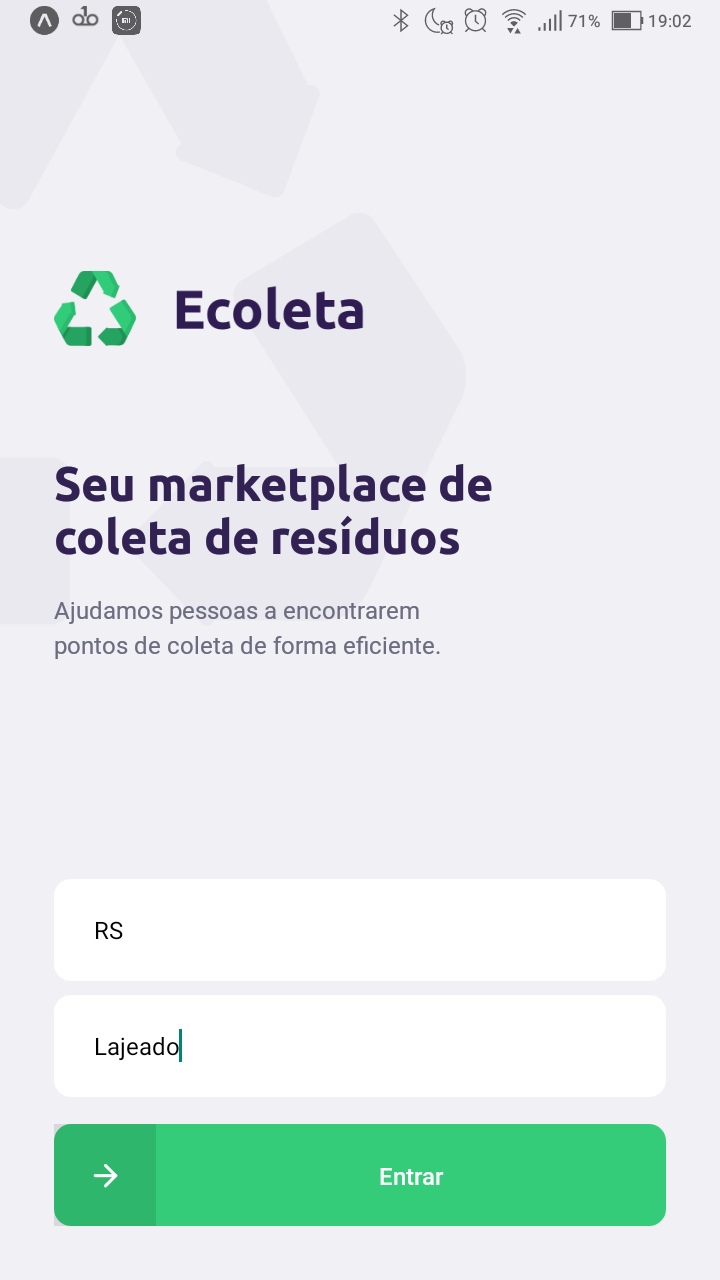 71% 19:02
Ecoleta
Seu marketplace de
coleta de resíduos
Ajudamos pessoas a encontrarem
pontos de coleta de forma eficiente.
RS
Lajeado
Entrar